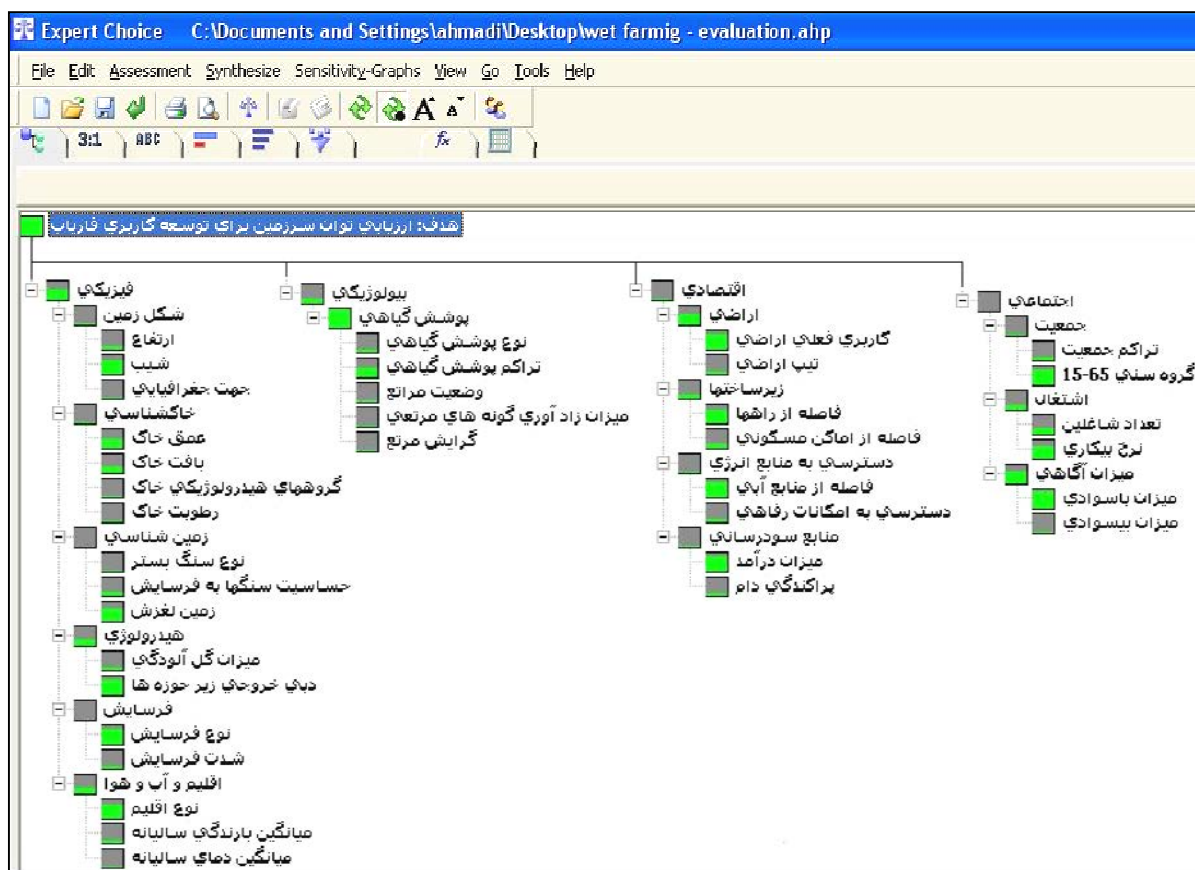 Expert Choice C:\Documents and Settings\ahmadi\Desktop\wet farmig - evaluation.ahp
File Edit Assessment Synthesize Sensitivity-Graphs View Go Tools Help
A A
3:1 ABC fx
هدف: ارزيابي توان سرزمين براي توسعه كاربري فارياب
فيزيكي
شكل زمين
ارتفاع
شيب
جهت جغرافيايي
خاكشناسي
عمق خاك
بافت خاك
گروههاي هيدرولوژيكي خاك
رطوبت خاك
زمين شناسي
نوع سنگ بستر
حساسيت سنگها به فرسايش
زمين لغزش
هيدرولوژي
ميزان گل آلودگي
دبي خروجي زير حوزه ها
فرسايش
نوع فرسايش
شدت فرسايش
اقليم و آب و هوا
نوع اقليم
ميانگين بارندگي ساليانه
ميانگين دماي ساليانه
بيولوژيكي
پوشش گياهي
نوع پوشش گياهي
تراكم پوشش گياهي
وضعيت مراتع
ميزان زاد آوري گونه هاي مرتعي
گرايش مرتع
اقتصادي
اراضي
كاربري فعلي اراضي
تيپ اراضي
زيرساختها
فاصله از راهها
فاصله از اماكن مسكوني
دسترسي به منابع انرژي
فاصله از منابع آبي
دسترسي به امكانات رفاهي
منابع سودرساني
ميزان درآمد
پراكندگي دام
اجتماعي
جمعيت
تراكم جمعيت
گروه سني 65-15
اشتغال
تعداد شاغلين
نرخ بيكاري
ميزان آگاهي
ميزان باسوادي
ميزان بيسوادي